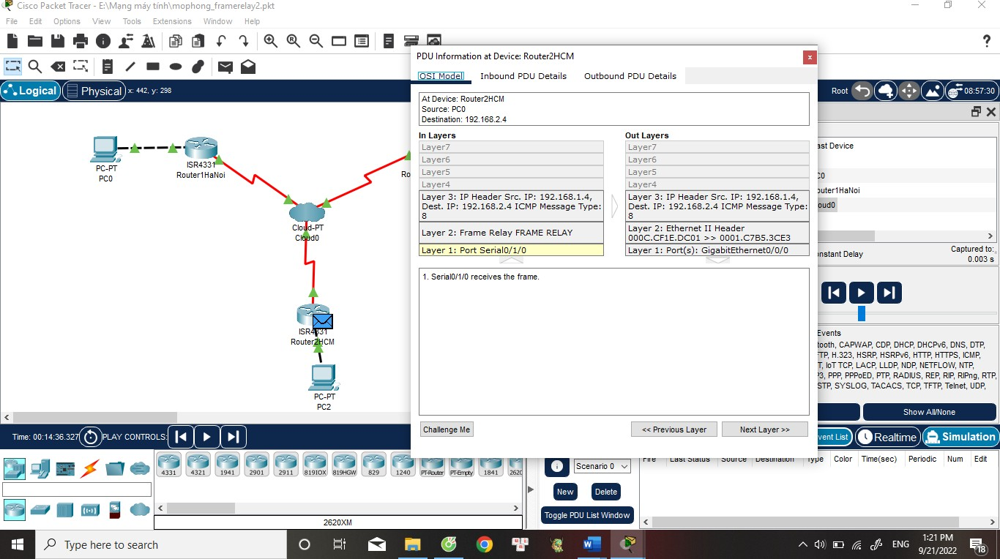 Cisco Packet Tracer - E:\Mạng máy tính\mophong_framerelay2.pkt
File Edit Options View Tools Extensions Window Help
Logical
Physical
x: 442, y: 298
Root
08:57:30
PC-PT
PC0
ISR4331
Router1HaNoi
Ro
Cloud-PT
Cloud0
ISR4331
Router2HCM
PC-PT
PC2
PDU Information at Device: Router2HCM
OSI Model Inbound PDU Details Outbound PDU Details
At Device: Router2HCM
Source: PC0
Destination: 192.168.2.4
In Layers
Layer7
Layer6
Layer5
Layer4
Layer 3: IP Header Src. IP: 192.168.1.4,
Dest. IP: 192.168.2.4 ICMP Message Type:
8
Layer 2: Frame Relay FRAME RELAY
Layer 1: Port Serial0/1/0
Out Layers
Layer7
Layer6
Layer5
Layer4
Layer 3: IP Header Src. IP: 192.168.1.4,
Dest. IP: 192.168.2.4 ICMP Message Type:
8
Layer 2: Ethernet II Header
000C.CF1E.DC01 >> 0001.C7B5.3CE3
Layer 1: Port(s): GigabitEthernet0/0/0
1. Serial0/1/0 receives the frame.
Challenge Me
<< Previous Layer
Next Layer >>
ast Device
C0
outer1HaNoi
loud0
onstant Delay
Captured to:
0.003 s
Events
tooth, CAPWAP, CDP, DHCP, DHCPv6, DNS, DTP,
FTP, H.323, HSRP, HSRPv6, HTTP, HTTPS, ICMP,
T, IoT TCP, LACP, LLDP, NDP, NETFLOW, NTP,
P3, PPP, PPPoED, PTP, RADIUS, REP, RIP, RIPng, RTP,
STP, SYSLOG, TACACS, TCP, TFTP, Telnet, UDP,
Show All/None
Time: 00:14:36.327
PLAY CONTROLS:
vent List
Realtime
Simulation
4331 4321 1941 2901 2911 819IOX 819HGW 829 1240 PT-Router PT-Empty 1841 2620
2620XM
Scenario 0
New
Delete
Toggle PDU List Window
Fire Last Status Source Destination Type Color Time(sec) Periodic Num Edit
Type here to search
ENG
1:21 PM
9/21/2022
18